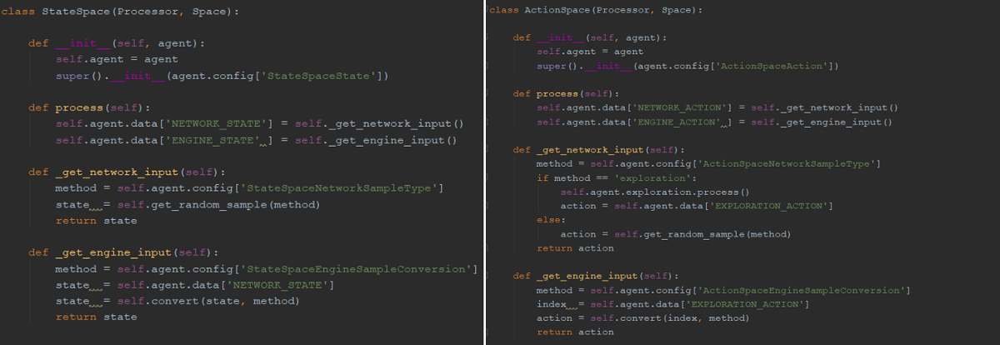 class StateSpace(Processor, Space):
def __init__(self, agent):
self.agent = agent
super().__init__(agent.config['StateSpaceState'])
def process(self):
self.agent.data['NETWORK_STATE'] = self._get_network_input()
self.agent.data['ENGINE_STATE' ] = self._get_engine_input()
def _get_network_input(self):
method = self.agent.config['StateSpaceNetworkSampleType']
state  = self.get_random_sample(method)
return state
def _get_engine_input(self):
method = self.agent.config['StateSpaceEngineSampleConversion']
state  = self.agent.data['NETWORK_STATE']
state  = self.convert(state, method)
return state
class ActionSpace(Processor, Space):
def __init__(self, agent):
self.agent = agent
super().__init__(agent.config['ActionSpaceAction'])
def process(self):
self.agent.data['NETWORK_ACTION'] = self._get_network_input()
self.agent.data['ENGINE_ACTION' ] = self._get_engine_input()
def _get_network_input(self):
method = self.agent.config['ActionSpaceNetworkSampleType']
if method == 'exploration':
self.agent.exploration.process()
action = self.agent.data['EXPLORATION_ACTION']
else:
action = self.get_random_sample(method)
return action
def _get_engine_input(self):
method = self.agent.config['ActionSpaceEngineSampleConversion']
index  = self.agent.data['EXPLORATION_ACTION']
action = self.convert(index, method)
return action